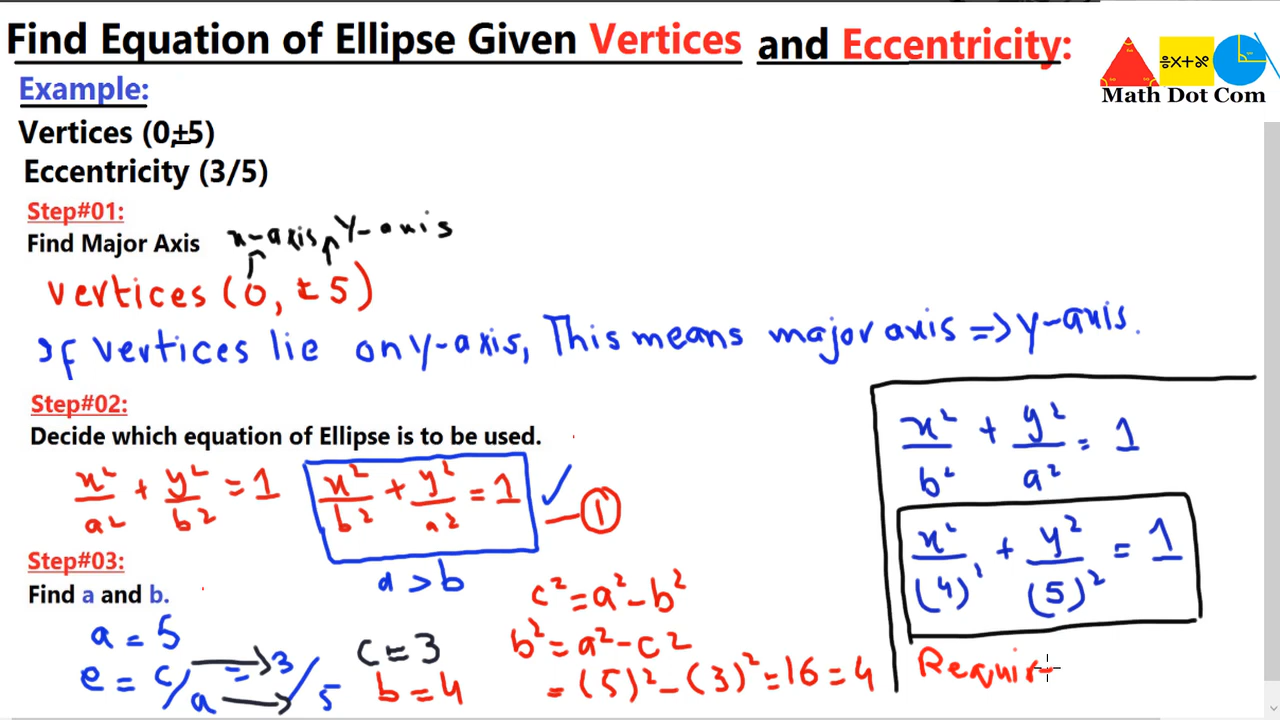 Find Equation of Ellipse Given Vertices and Eccentricity:
÷×+%
Math Dot Com
Example:
Vertices (0,±5)
Eccentricity (3/5)
Step#01:
Find Major Axis x-axis, Y-axis
Vertices (0, ±5)
If vertices lie on Y-axis, This means major axis => Y-axis.
Step#02:
Decide which equation of Ellipse is to be used.
x²/a² + y²/b² = 1 x²/b² + y²/a² = 1 ✓ — ①
a > b
Step#03:
Find a and b.
a = 5
e = c/a = 3/5
c = 3
b = 4
c² = a² - b²
b² = a² - c²
= (5)² - (3)² = 16 = 4
x²/b² + y²/a² = 1
x²/(4)² + y²/(5)² = 1
Requir